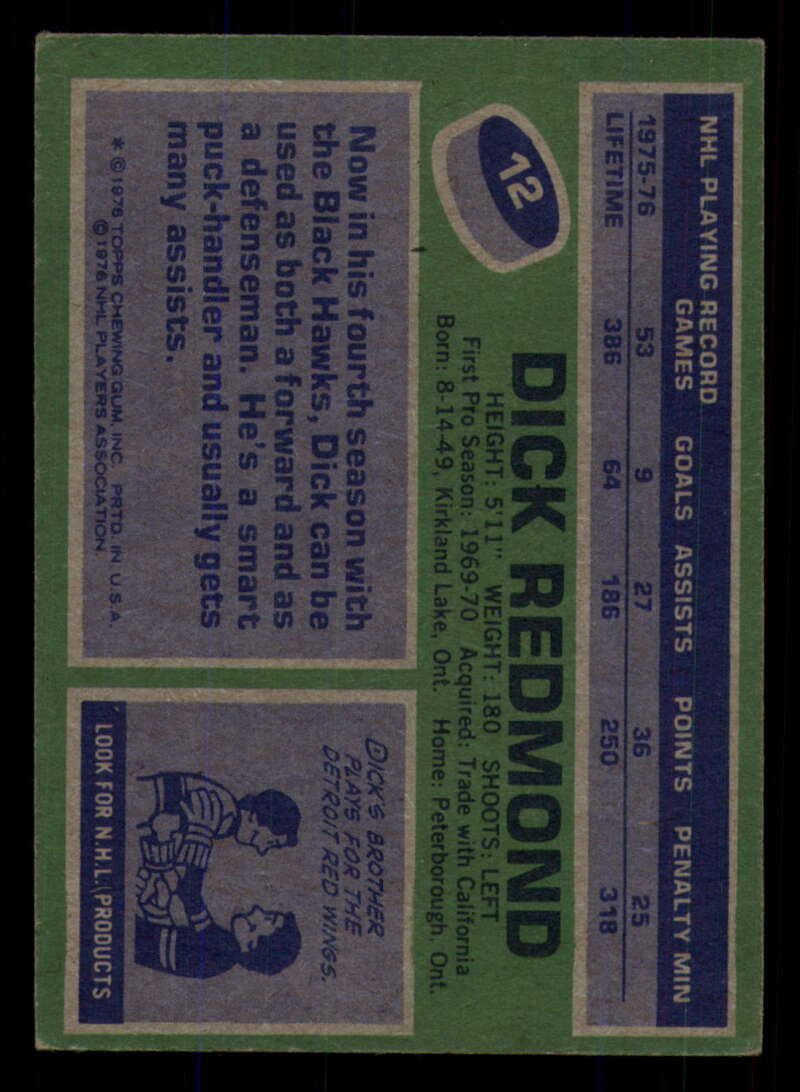 NHL PLAYING RECORD
GAMES GOALS ASSISTS POINTS PENALTY MIN
1975-76 53 9 27 36 25
LIFETIME 386 64 186 250 318
12
DICK REDMOND
HEIGHT: 5'11" WEIGHT: 180 SHOOTS: LEFT
First Pro Season: 1969-70 Acquired: Trade with California
Born: 8-14-49, Kirkland Lake, Ont. Home: Peterborough, Ont.
Now in his fourth season with
the Black Hawks, Dick can be
used as both a forward and as
a defenseman. He's a smart
puck-handler and usually gets
many assists.
* © 1976 TOPPS CHEWING GUM, INC. PRTD. IN U.S.A.
© 1976 NHL PLAYERS ASSOCIATION
DICK'S BROTHER
PLAYS FOR THE
DETROIT RED WINGS.
LOOK FOR N.H.L. PRODUCTS